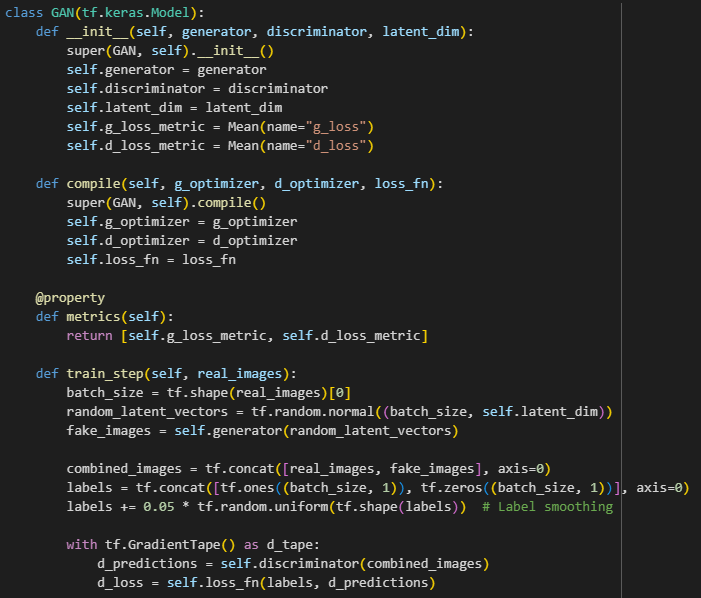 class GAN(tf.keras.Model):
    def __init__(self, generator, discriminator, latent_dim):
        super(GAN, self).__init__()
        self.generator = generator
        self.discriminator = discriminator
        self.latent_dim = latent_dim
        self.g_loss_metric = Mean(name="g_loss")
        self.d_loss_metric = Mean(name="d_loss")

    def compile(self, g_optimizer, d_optimizer, loss_fn):
        super(GAN, self).compile()
        self.g_optimizer = g_optimizer
        self.d_optimizer = d_optimizer
        self.loss_fn = loss_fn

    @property
    def metrics(self):
        return [self.g_loss_metric, self.d_loss_metric]

    def train_step(self, real_images):
        batch_size = tf.shape(real_images)[0]
        random_latent_vectors = tf.random.normal((batch_size, self.latent_dim))
        fake_images = self.generator(random_latent_vectors)

        combined_images = tf.concat([real_images, fake_images], axis=0)
        labels = tf.concat([tf.ones((batch_size, 1)), tf.zeros((batch_size, 1))], axis=0)
        labels += 0.05 * tf.random.uniform(tf.shape(labels))  # Label smoothing

        with tf.GradientTape() as d_tape:
            d_predictions = self.discriminator(combined_images)
            d_loss = self.loss_fn(labels, d_predictions)